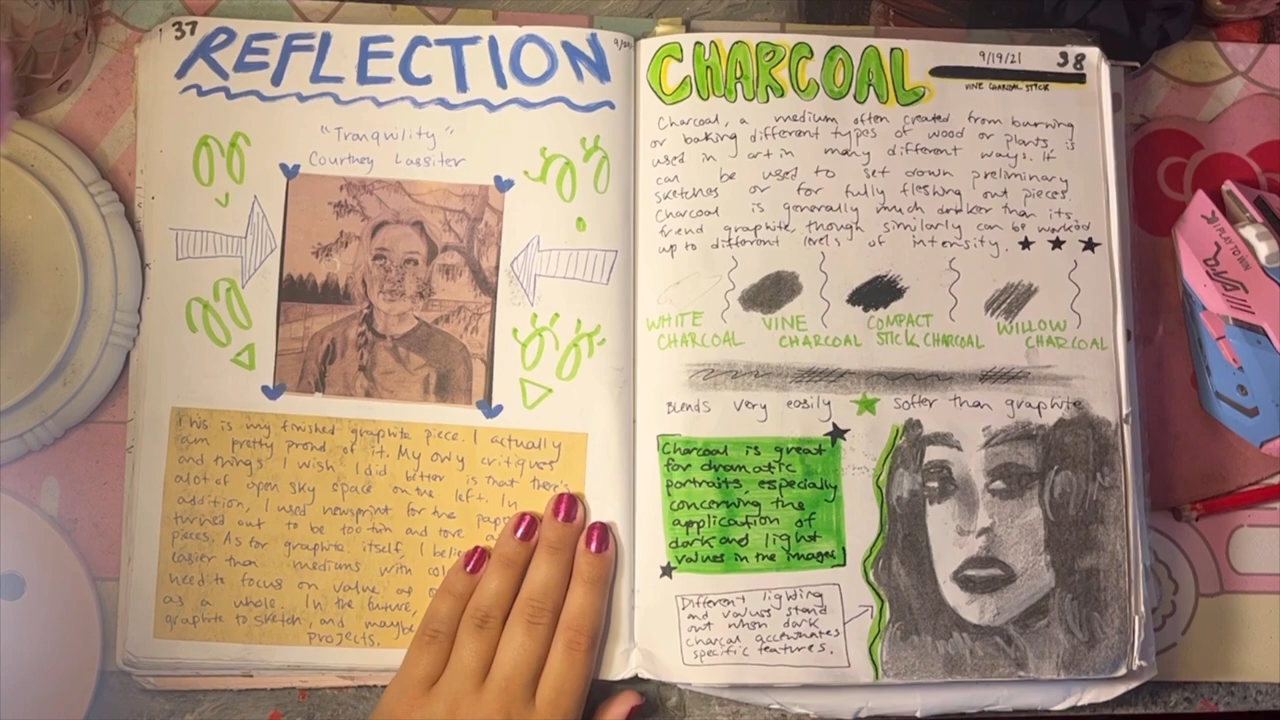 37
REFLECTION
"Tranquility"
Courtney Lassiter
This is my finished graphite piece. I actually
am pretty proud of it. My own critiques
and things I wish I did better is that there's
alot of open sky space on the left. In
addition, I used newsprint for the pap
turned out to be too thin and tore
pieces. As for graphite itself, I belie
easier than mediums with col
need to focus on value as
as a whole. In the future,
graphite to sketch, and maybe
projects.
CHARCOAL
9/19/21
38
VINE CHARCOAL STICK
Charcoal, a medium often created from burning
or baking different types of wood or plants, is
used in art in many different ways. It
can be used to set down preliminary
sketches or for fully fleshing out pieces.
Charcoal is generally much darker than its
friend graphite, though similarly can be worked
up to different levels of intensity.
WHITE CHARCOAL
VINE CHARCOAL
COMPACT STICK CHARCOAL
WILLOW CHARCOAL
Blends very easily
softer than graphite
Charcoal is great
for dramatic
portraits, especially
concerning the
application of
dark and light
values in the images!
Different lighting
and values stand
out when dark
charcal accenuates
specific features.
I PLAY TO WIN